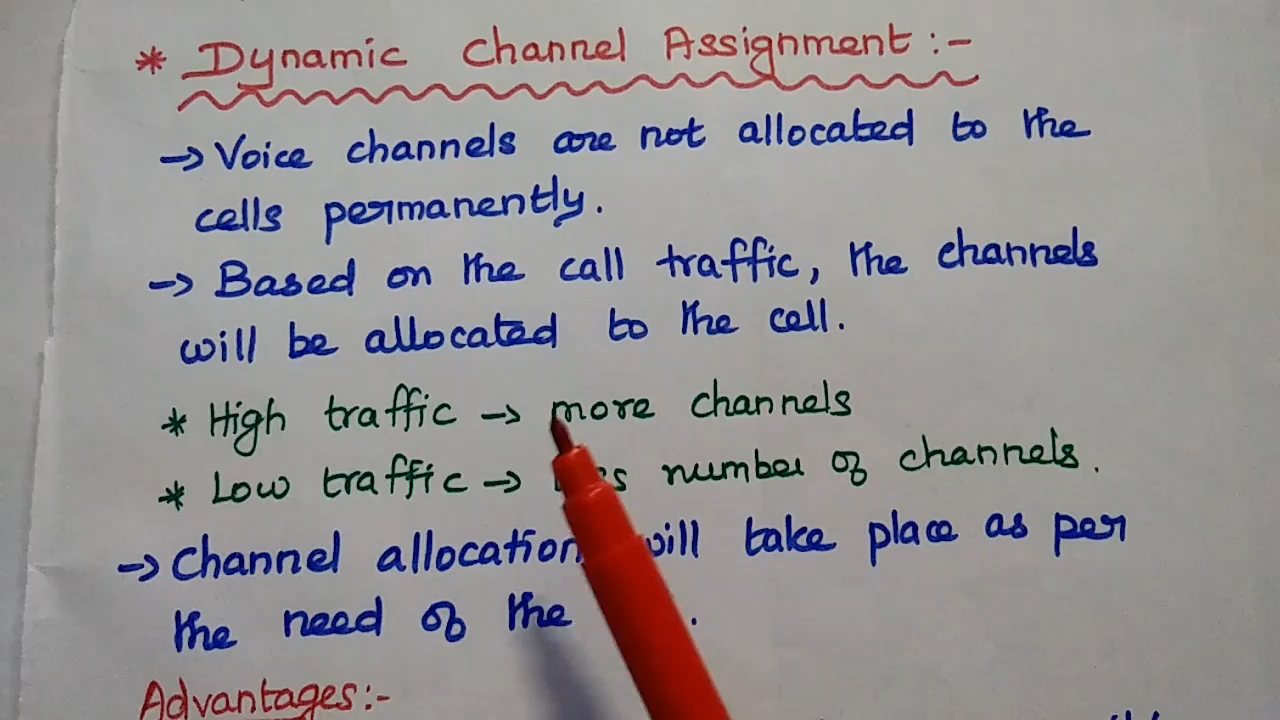 * Dynamic Channel Assignment :-
→ Voice channels are not allocated to the
cells permanently.
→ Based on the call traffic, the channels
will be allocated to the cell.
* High traffic → more channels
* Low traffic → number of channels.
→ Channel allocation will take place as per
the need of the .
Advantages:-